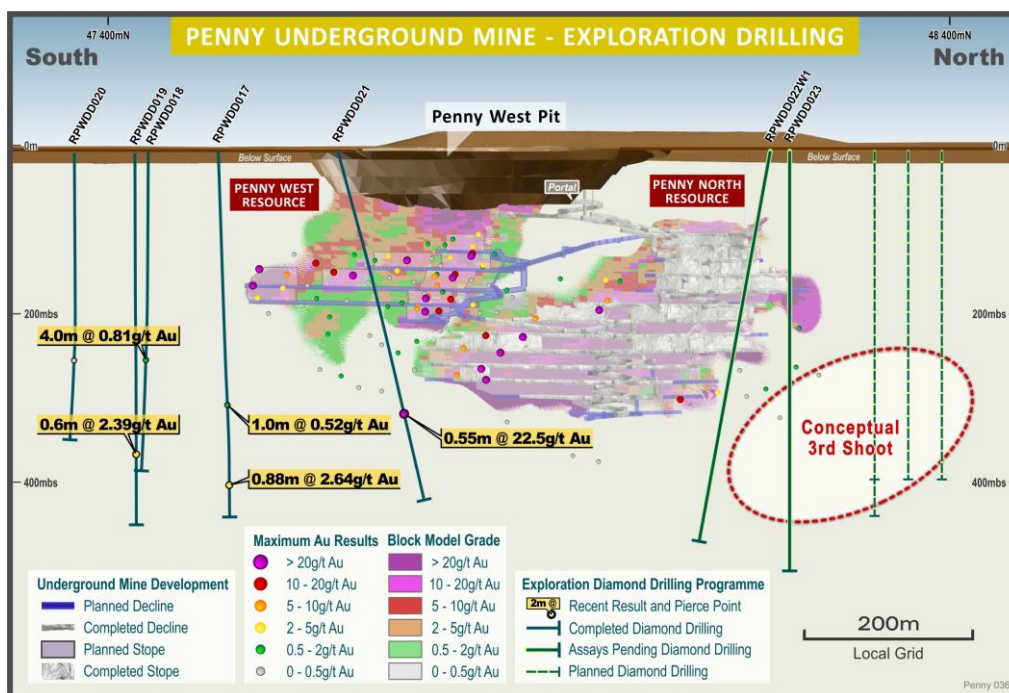 47 400mN
48 400mN
PENNY UNDERGROUND MINE - EXPLORATION DRILLING
South
North
RPWDD020
RPWDD019
RPWDD018
RPWDD017
RPWDD021
Penny West Pit
RPWDD022W1
RPWDD023
0m
0m
Below Surface
Below Surface
PENNY WEST
RESOURCE
Portal
PENNY NORTH
RESOURCE
200mbs
200mbs
4.0m @ 0.81g/t Au
0.6m @ 2.39g/t Au
1.0m @ 0.52g/t Au
0.55m @ 22.5g/t Au
0.88m @ 2.64g/t Au
Conceptual
3rd Shoot
400mbs
400mbs
Underground Mine Development
Planned Decline
Completed Decline
Planned Stope
Completed Stope
Maximum Au Results
> 20g/t Au
10 - 20g/t Au
5 - 10g/t Au
2 - 5g/t Au
0.5 - 2g/t Au
0 - 0.5g/t Au
Block Model Grade
> 20g/t Au
10 - 20g/t Au
5 - 10g/t Au
2 - 5g/t Au
0.5 - 2g/t Au
0 - 0.5g/t Au
Exploration Diamond Drilling Programme
2m @
Recent Result and Pierce Point
Completed Diamond Drilling
Assays Pending Diamond Drilling
Planned Diamond Drilling
200m
Local Grid
Penny 036